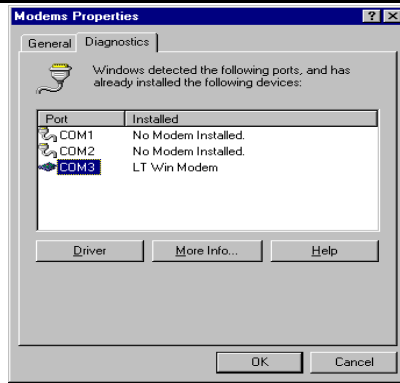 Modems Properties
General Diagnostics
Windows detected the following ports, and has
already installed the following devices:
Port Installed
COM1 No Modem Installed.
COM2 No Modem Installed.
COM3 LT Win Modem
Driver More Info... Help
OK Cancel